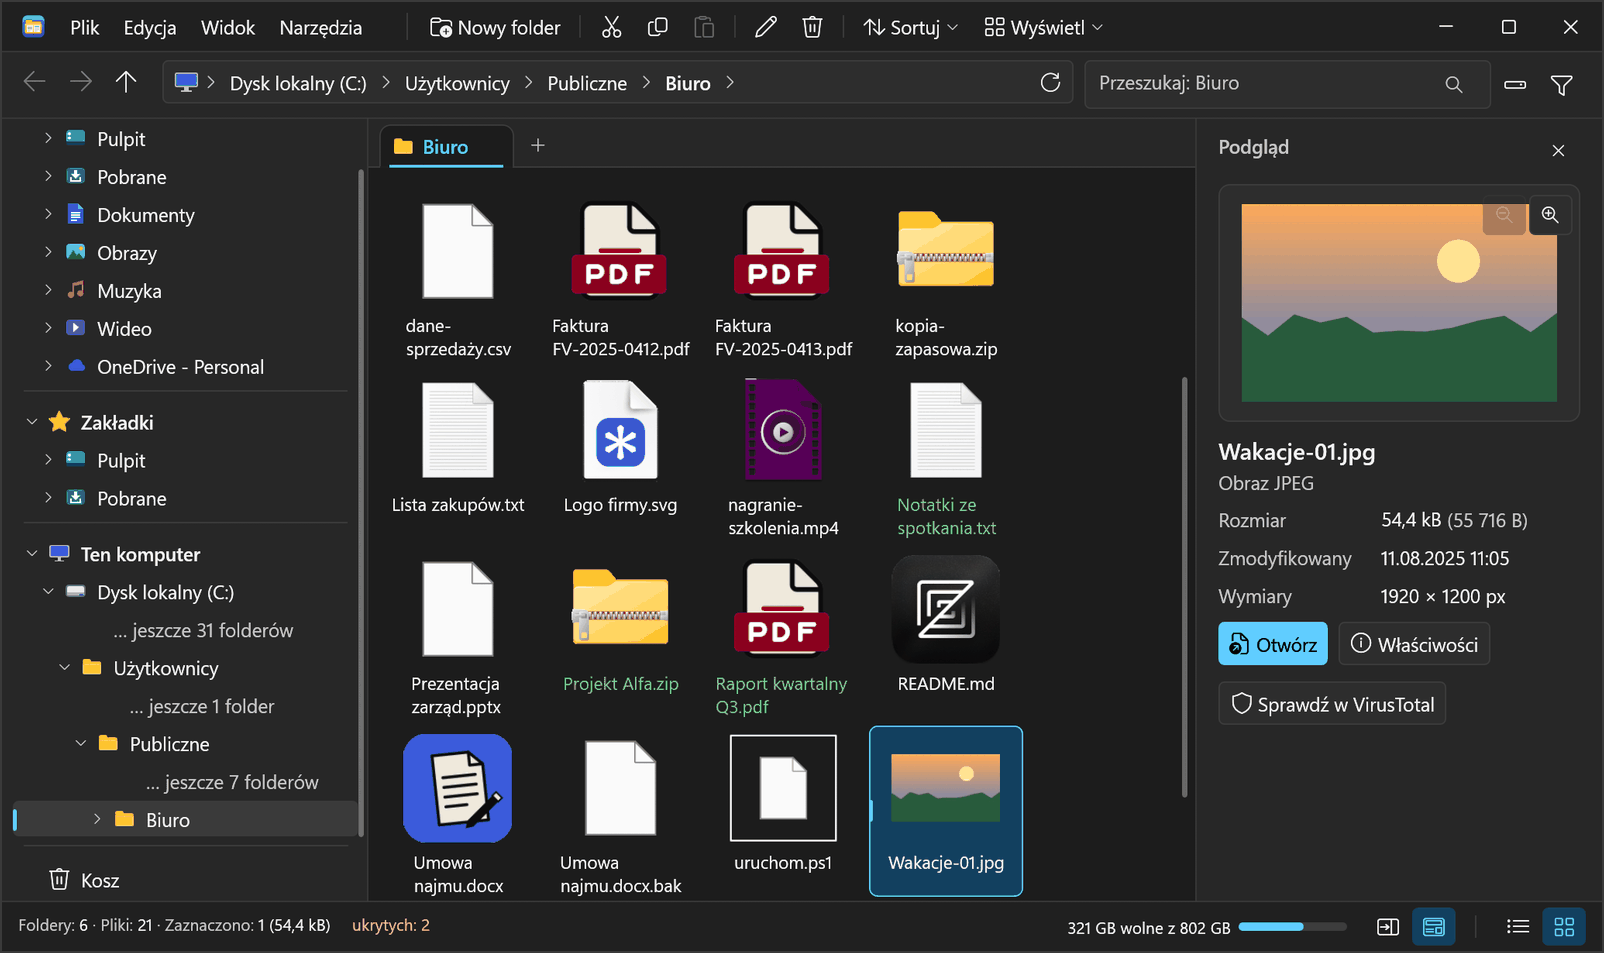 Plik Edycja Widok Narzędzia Nowy folder Sortuj Wyświetl
Dysk lokalny (C:) Użytkownicy Publiczne Biuro
Przeszukaj: Biuro
Pulpit
Pobrane
Dokumenty
Obrazy
Muzyka
Wideo
OneDrive - Personal
Zakładki
Pulpit
Pobrane
Ten komputer
Dysk lokalny (C:)
... jeszcze 31 folderów
Użytkownicy
... jeszcze 1 folder
Publiczne
... jeszcze 7 folderów
Biuro
Kosz
Biuro
PDF
PDF
dane-
sprzedaży.csv
Faktura
FV-2025-0412.pdf
Faktura
FV-2025-0413.pdf
kopia-
zapasowa.zip
Lista zakupów.txt
Logo firmy.svg
nagranie-
szkolenia.mp4
Notatki ze
spotkania.txt
PDF
Prezentacja
zarząd.pptx
Projekt Alfa.zip
Raport kwartalny
Q3.pdf
README.md
Umowa
najmu.docx
Umowa
najmu.docx.bak
uruchom.ps1
Wakacje-01.jpg
Podgląd
Wakacje-01.jpg
Obraz JPEG
Rozmiar 54,4 kB (55 716 B)
Zmodyfikowany 11.08.2025 11:05
Wymiary 1920 × 1200 px
Otwórz Właściwości
Sprawdź w VirusTotal
Foldery: 6 · Pliki: 21 · Zaznaczono: 1 (54,4 kB) ukrytych: 2
321 GB wolne z 802 GB